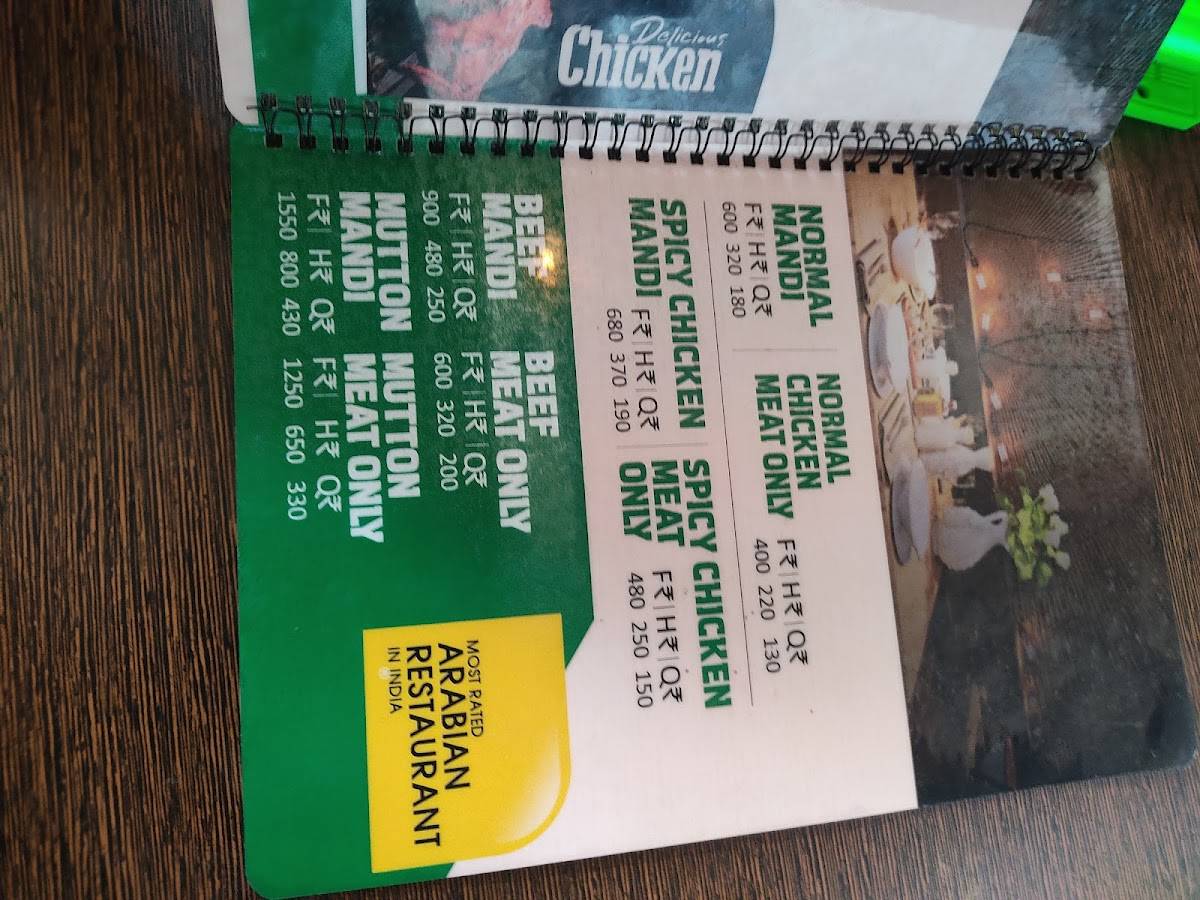 Delicious
Chicken
NORMAL
MANDI
F₹|H₹|Q₹
600 320 180
NORMAL
CHICKEN
MEAT ONLY
F₹|H₹|Q₹
400 220 130
SPICY CHICKEN
MANDI
F₹|H₹|Q₹
680 370 190
SPICY CHICKEN
MEAT
ONLY
F₹|H₹|Q₹
480 250 150
BEEF
MANDI
F₹|H₹|Q₹
900 480 250
BEEF
MEAT ONLY
F₹|H₹|Q₹
600 320 200
MUTTON
MANDI
F₹| H₹ Q₹
1550 800 430
MUTTON
MEAT ONLY
F₹| H₹ Q₹
1250 650 330
MOST RATED
ARABIAN
RESTAURANT
IN INDIA